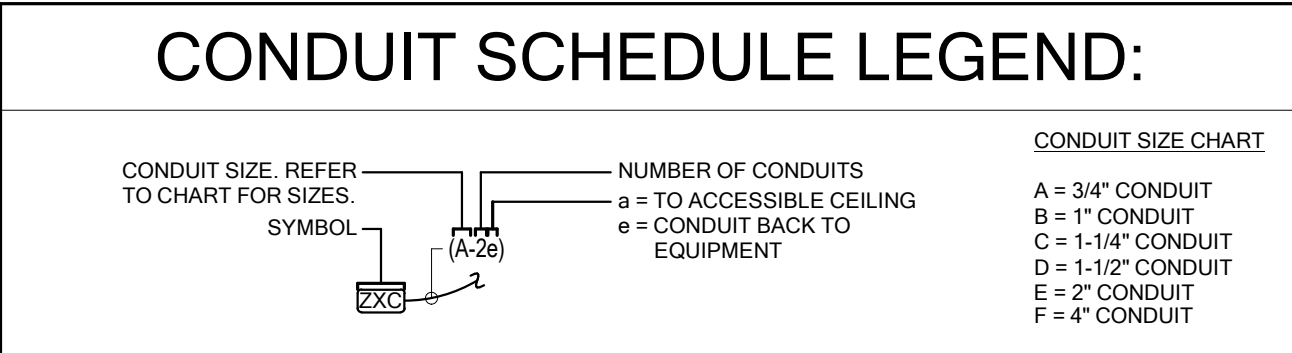 CONDUIT SCHEDULE LEGEND:
CONDUIT SIZE. REFER
TO CHART FOR SIZES.
SYMBOL
(A-2e)
ZXC
NUMBER OF CONDUITS
a = TO ACCESSIBLE CEILING
e = CONDUIT BACK TO
EQUIPMENT
CONDUIT SIZE CHART
A = 3/4" CONDUIT
B = 1" CONDUIT
C = 1-1/4" CONDUIT
D = 1-1/2" CONDUIT
E = 2" CONDUIT
F = 4" CONDUIT